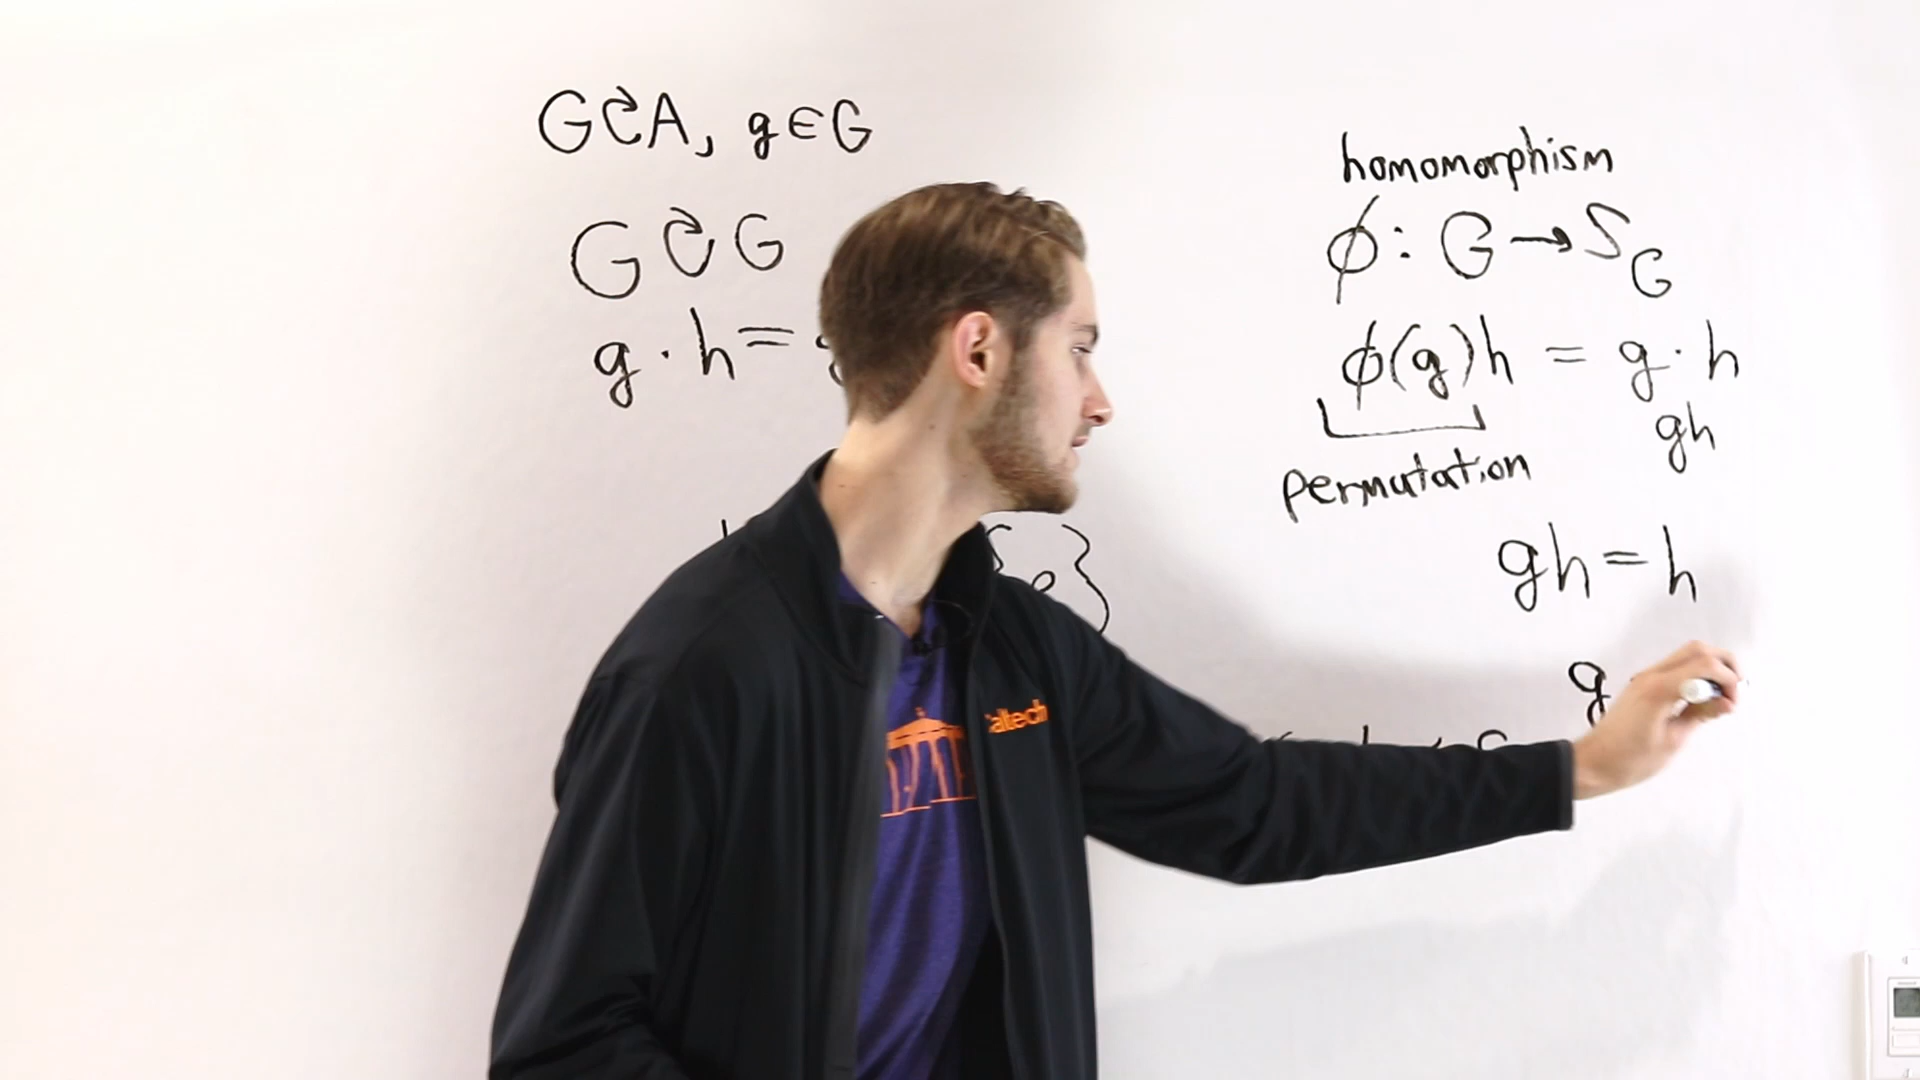 G↻A, g∈G
G↻G
g · h =
e}
homomorphism
φ: G → S_G
φ(g)h = g · h
gh
permutation
gh = h
g
Caltech